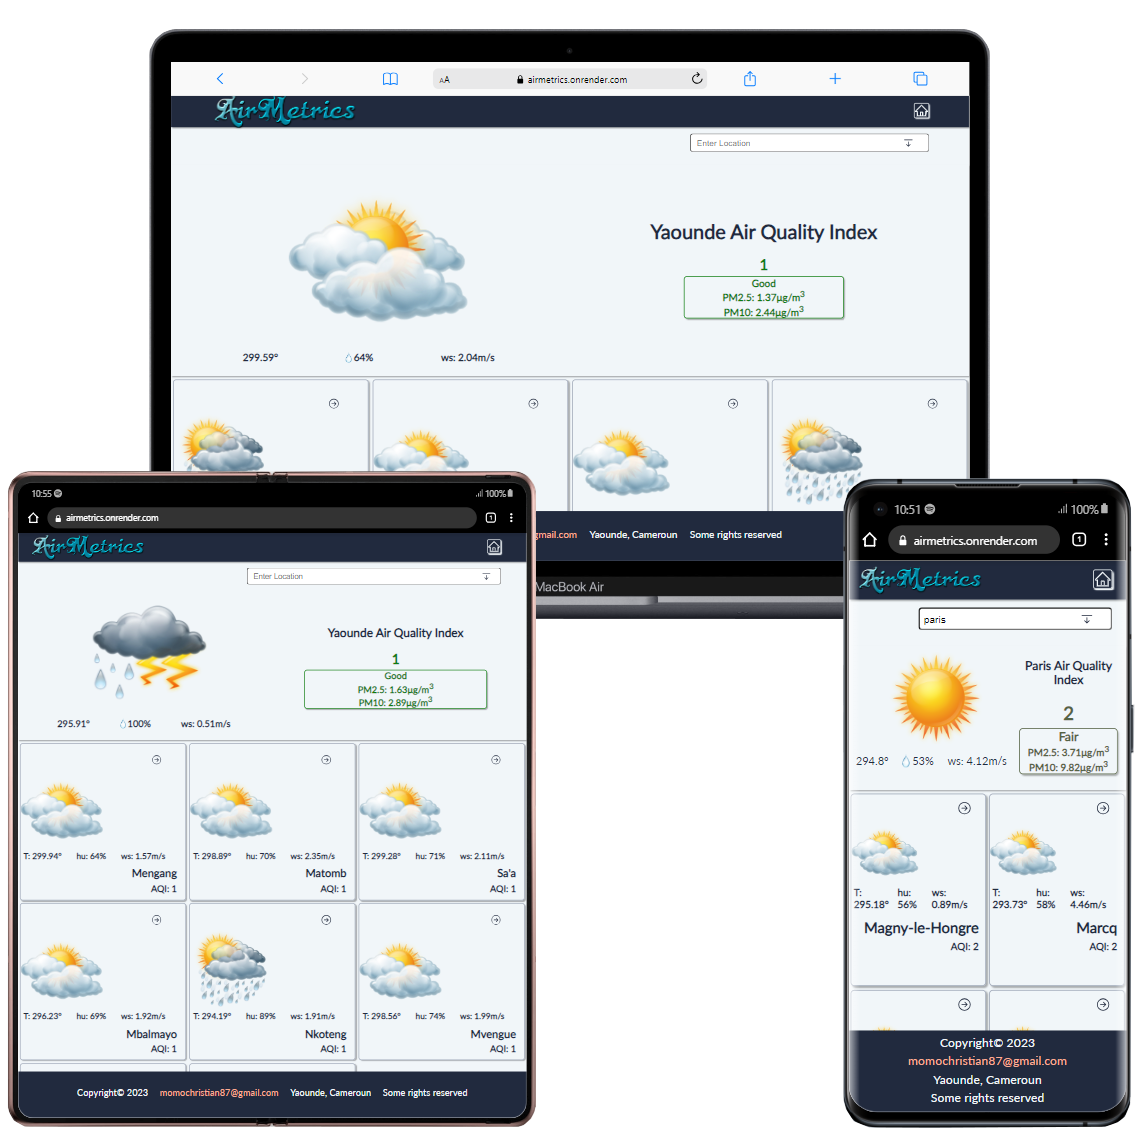 AA airmetrics.onrender.com
AirMetrics
Enter Location
Yaounde Air Quality Index
1
Good
PM2.5: 1.37µg/m³
PM10: 2.44µg/m³
299.59° 64% ws: 2.04m/s
gmail.com Yaounde, Cameroun Some rights reserved
MacBook Air
10:55 100%
airmetrics.onrender.com 1
AirMetrics
Enter Location
Yaounde Air Quality Index
1
Good
PM2.5: 1.63µg/m³
PM10: 2.89µg/m³
295.91° 100% ws: 0.51m/s
T: 299.94° hu: 64% ws: 1.57m/s
Mengang
AQI: 1
T: 298.89° hu: 70% ws: 2.35m/s
Matomb
AQI: 1
T: 299.28° hu: 71% ws: 2.11m/s
Sa'a
AQI: 1
T: 296.23° hu: 69% ws: 1.92m/s
Mbalmayo
AQI: 1
T: 294.19° hu: 89% ws: 1.91m/s
Nkoteng
AQI: 1
T: 298.56° hu: 74% ws: 1.99m/s
Mvengue
AQI: 1
Copyright© 2023 momochristian87@gmail.com Yaounde, Cameroun Some rights reserved
10:51 100%
airmetrics.onrender.com 1
AirMetrics
paris
Paris Air Quality
Index
2
Fair
PM2.5: 3.71µg/m³
PM10: 9.82µg/m³
294.8° 53% ws: 4.12m/s
T: hu: ws:
295.18° 56% 0.89m/s
Magny-le-Hongre
AQI: 2
T: hu: ws:
293.73° 58% 4.46m/s
Marcq
AQI: 2
Copyright© 2023
momochristian87@gmail.com
Yaounde, Cameroun
Some rights reserved